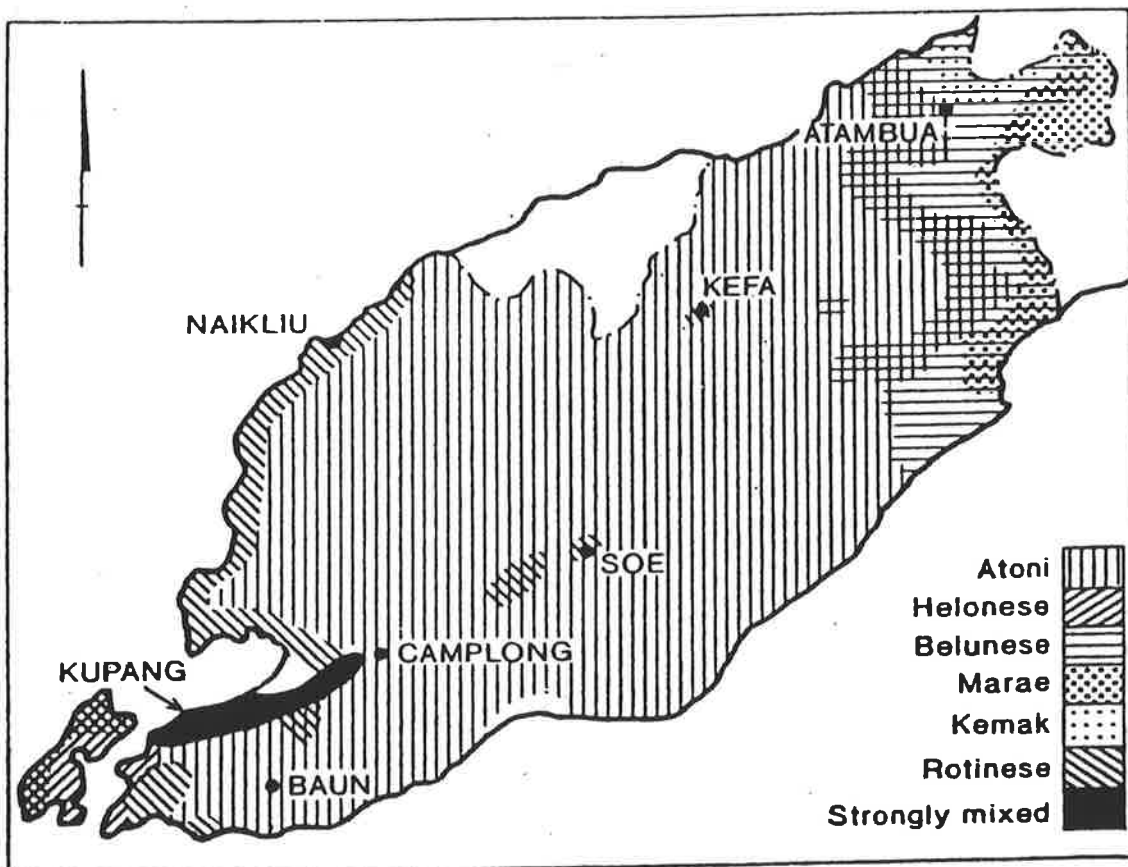 ATAMBUA
KEFA
NAIKLIU
SOE
CAMPLONG
KUPANG
BAUN
Atoni
Helonese
Belunese
Marae
Kemak
Rotinese
Strongly mixed